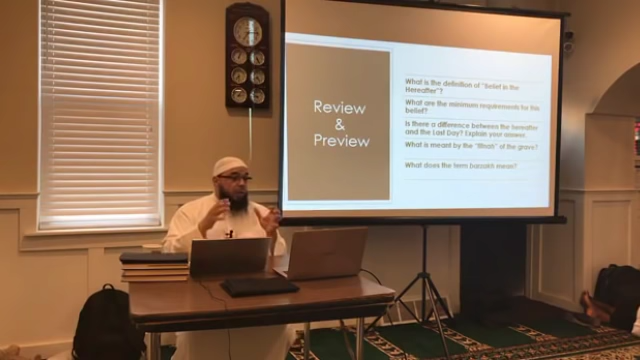 Review
&
Preview
What is the definition of "Belief in the
Hereafter"?
What are the minimum requirements for this
belief?
Is there a difference between the hereafter
and the Last Day? Explain your answer.
What is meant by the "fitnah" of the grave?
What does the term barzakh mean?